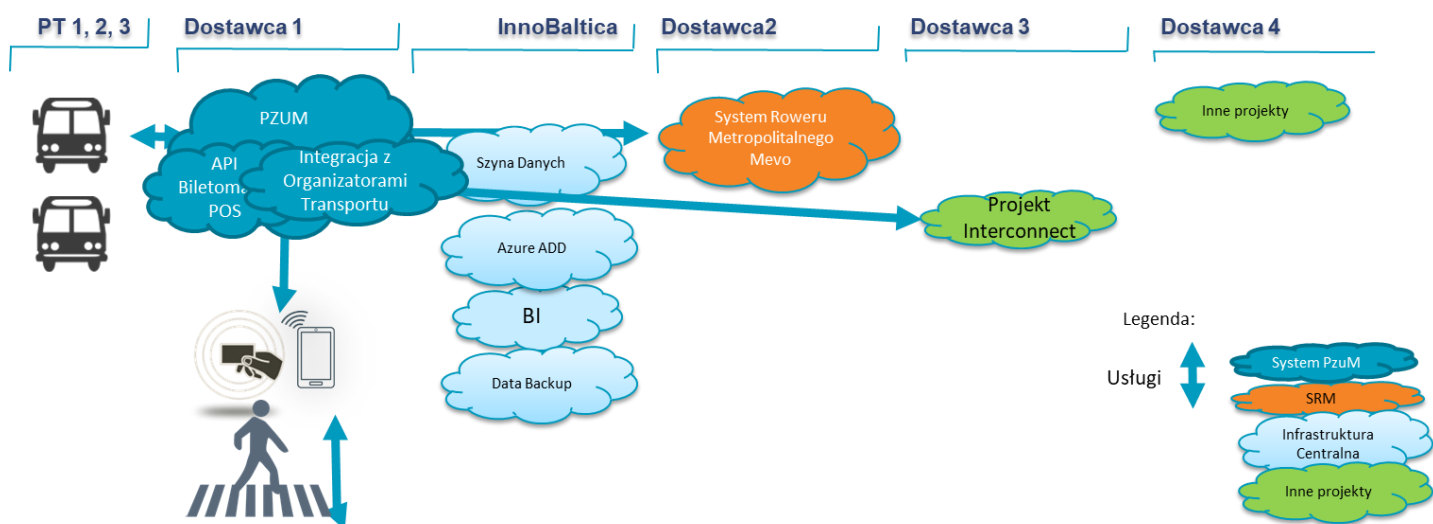 PT 1, 2, 3
Dostawca 1
InnoBaltica
Dostawca2
Dostawca 3
Dostawca 4
PZUM
API
Biletoma
POS
Integracja z
Organizatorami
Transportu
Szyna Danych
Azure ADD
BI
Data Backup
System Roweru
Metropolitalnego
Mevo
Projekt
Interconnect
Inne projekty
Legenda:
Usługi
System PzuM
SRM
Infrastruktura
Centralna
Inne projekty